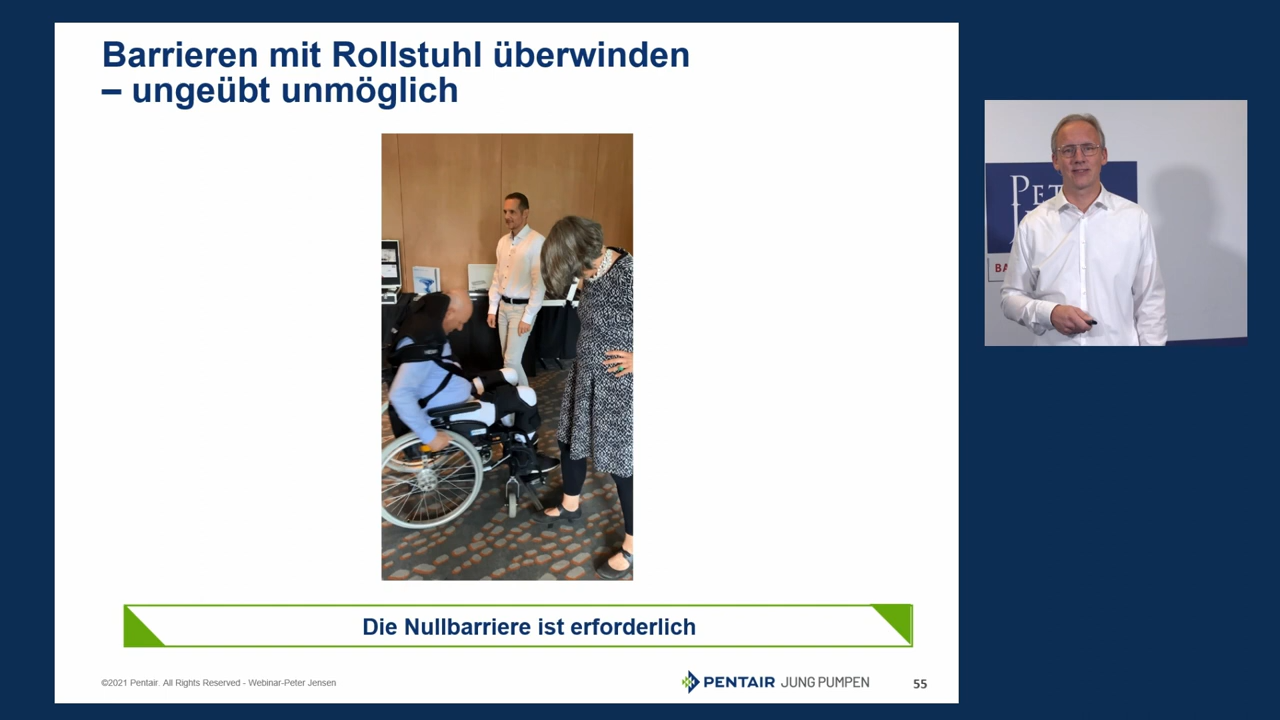 Barrieren mit Rollstuhl überwinden
– ungeübt unmöglich
Die Nullbarriere ist erforderlich
©2021 Pentair. All Rights Reserved - Webinar-Peter Jensen
PENTAIR JUNG PUMPEN
55